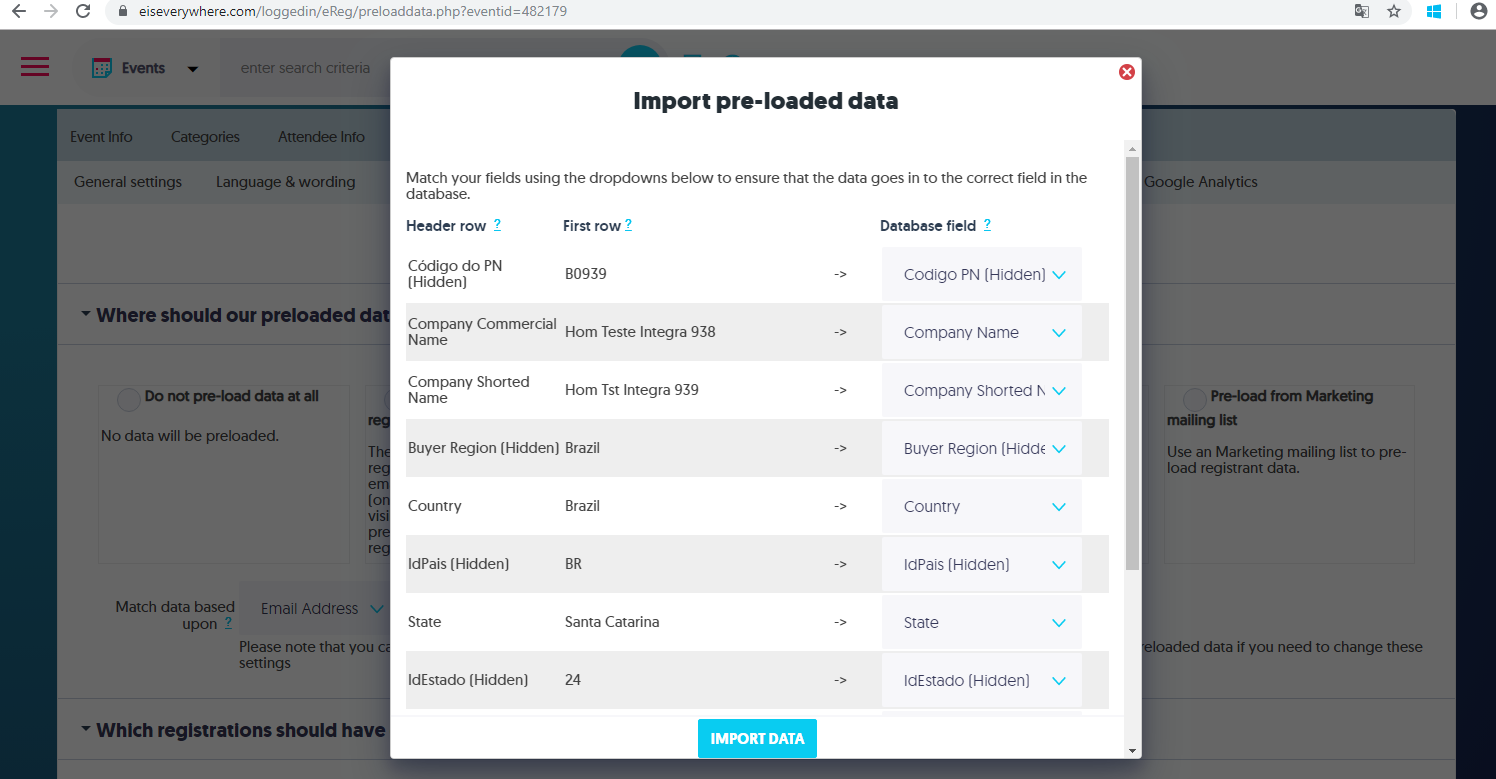 eiseverywhere.com/loggedin/eReg/preloaddata.php?eventid=482179
Events
enter search criteria
Import pre-loaded data
Event Info
Categories
Attendee Info
General settings
Language & wording
Google Analytics
Match your fields using the dropdowns below to ensure that the data goes in to the correct field in the
database.
Header row ? First row ? Database field ?
Código do PN
(Hidden)
B0939 -> Codigo PN (Hidden)
Company Commercial
Name
Hom Teste Integra 938 -> Company Name
Company Shorted
Name
Hom Tst Integra 939 -> Company Shorted N
Buyer Region (Hidden) Brazil -> Buyer Region (Hidde
Country Brazil -> Country
IdPais (Hidden) BR -> IdPais (Hidden)
State Santa Catarina -> State
IdEstado (Hidden) 24 -> IdEstado (Hidden)
IMPORT DATA
Where should our preloaded dat
Do not pre-load data at all
No data will be preloaded.
reg
The
reg
em
(on
visi
pre
reg
Pre-load from Marketing
mailing list
Use an Marketing mailing list to pre-
load registrant data.
Match data based
upon ?
Email Address
Please note that you ca
settings
reloaded data if you need to change these
Which registrations should have